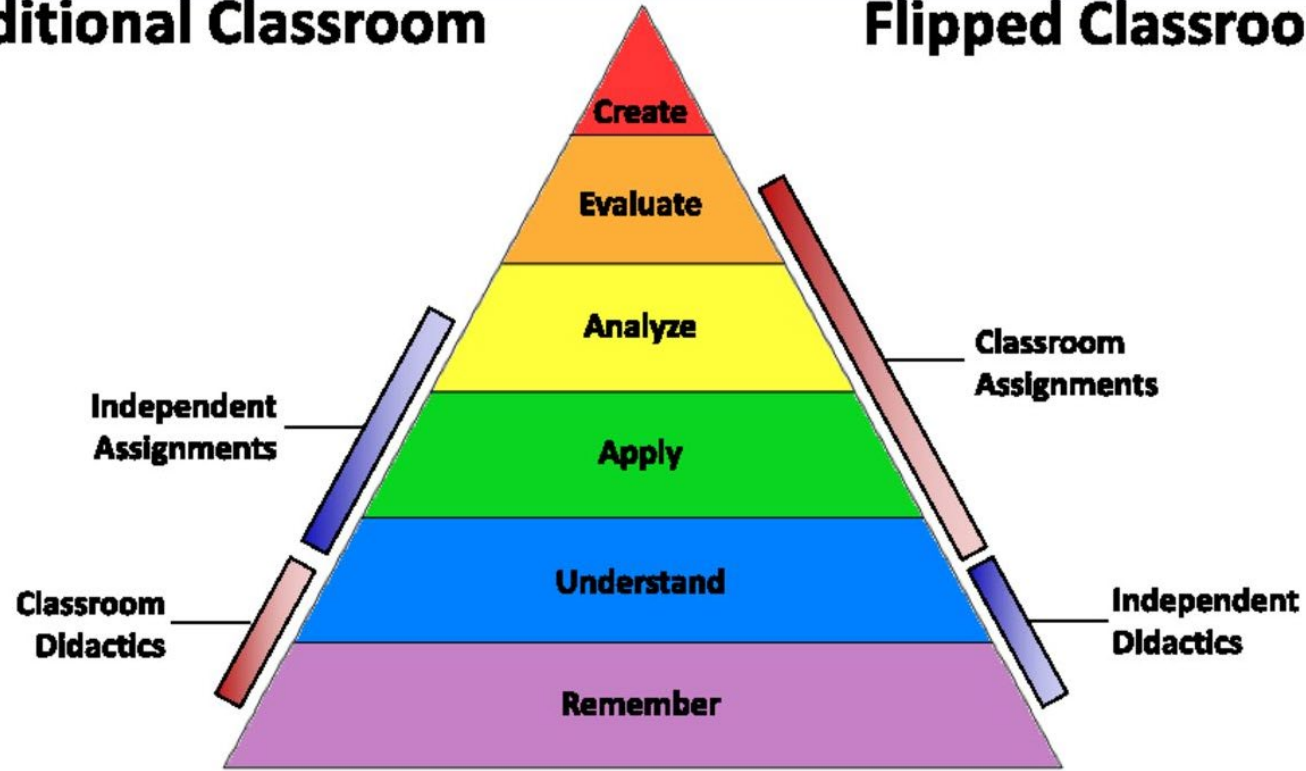 ditional Classroom
Flipped Classroo
Create
Evaluate
Analyze
Apply
Understand
Remember
Independent
Assignments
Classroom
Didactics
Classroom
Assignments
Independent
Didactics